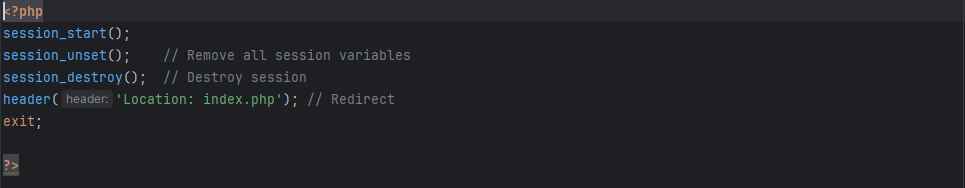 <?php
session_start();
session_unset();    // Remove all session variables
session_destroy();  // Destroy session
header( header: 'Location: index.php'); // Redirect
exit;
?>